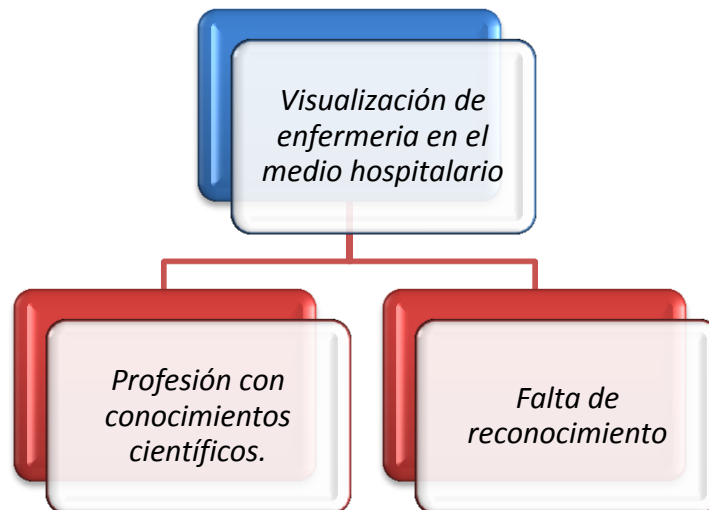 Visualización de
enfermeria en el
medio hospitalario
Profesión con
conocimientos
científicos.
Falta de
reconocimiento